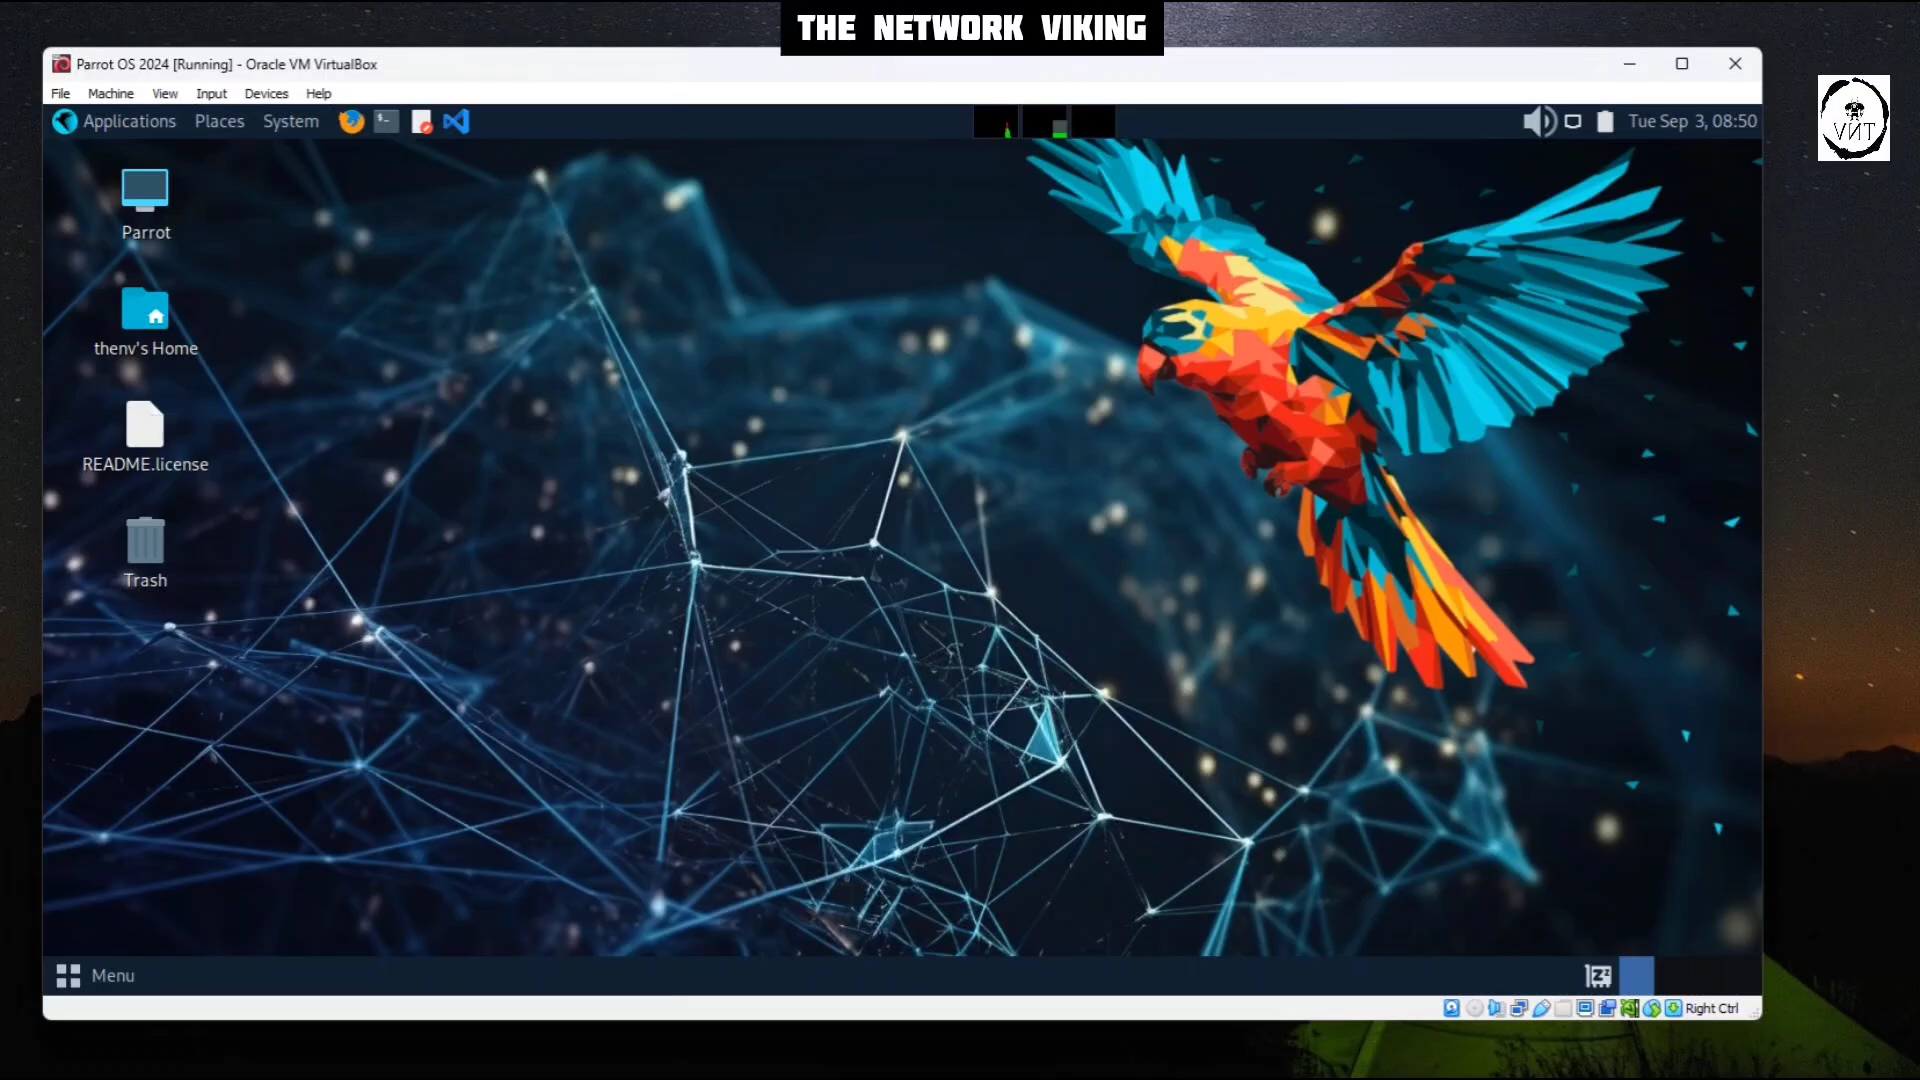 THE NETWORK VIKING
Parrot OS 2024 [Running] - Oracle VM VirtualBox
File Machine View Input Devices Help
Applications Places System
Tue Sep 3, 08:50
VИT
Parrot
thenv's Home
README.license
Trash
Menu
Right Ctrl